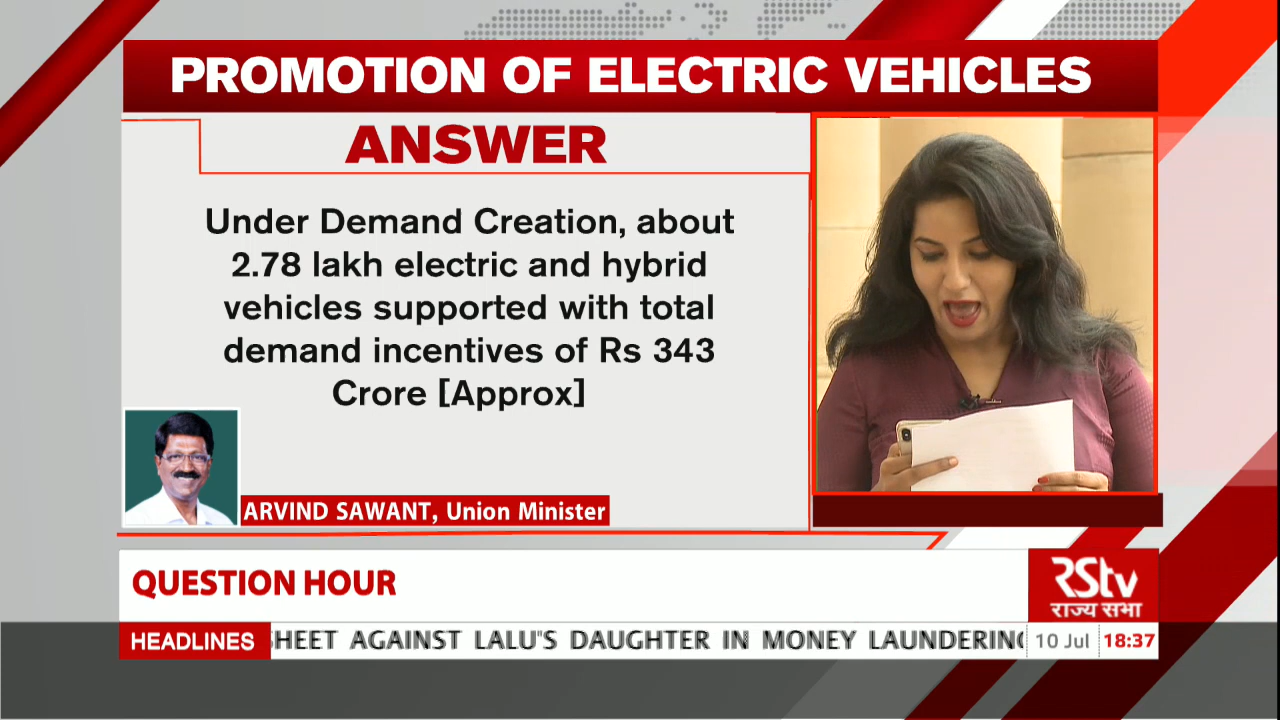 PROMOTION OF ELECTRIC VEHICLES
ANSWER
Under Demand Creation, about
2.78 lakh electric and hybrid
vehicles supported with total
demand incentives of Rs 343
Crore [Approx]
ARVIND SAWANT, Union Minister
QUESTION HOUR
RSTV
राज्य सभा
HEADLINES SHEET AGAINST LALU"S DAUGHTER IN MONEY LAUNDERING 10 Jul 18:37